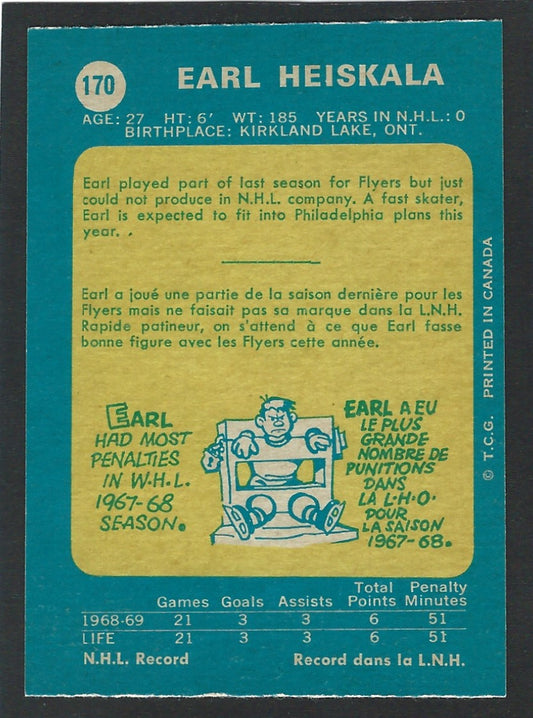 170
EARL HEISKALA
AGE: 27 HT: 6' WT: 185 YEARS IN N.H.L.: 0
BIRTHPLACE: KIRKLAND LAKE, ONT.
Earl played part of last season for Flyers but just
could not produce in N.H.L. company. A fast skater,
Earl is expected to fit into Philadelphia plans this
year. .
Earl a joué une partie de la saison dernière pour les
Flyers mais ne faisait pas sa marque dans la L.N.H.
Rapide patineur, on s'attend à ce que Earl fasse
bonne figure avec les Flyers cette année.
EARL
HAD MOST
PENALTIES
IN W.H.L.
1967-68
SEASON.
EARL A EU
LE PLUS
GRANDE
NOMBRE DE
PUNITIONS
DANS
LA L.H.O.
POUR
LA SAISON
1967-68.
© T.C.G. PRINTED IN CANADA
Games Goals Assists Total Points Penalty Minutes
1968-69 21 3 3 6 51
LIFE 21 3 3 6 51
N.H.L. Record Record dans la L.N.H.